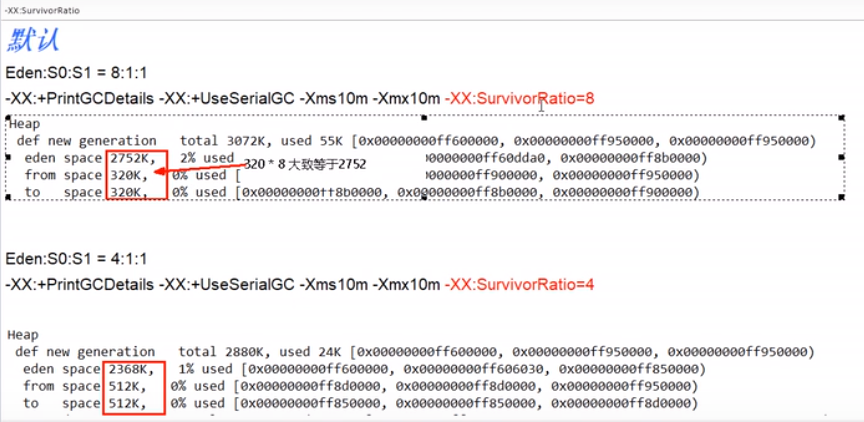 -XX:SurvivorRatio
默认
Eden:S0:S1 = 8:1:1
-XX:+PrintGCDetails -XX:+UseSerialGC -Xms10m -Xmx10m -XX:SurvivorRatio=8
Heap
def new generation total 3072K, used 55K [0x00000000ff600000, 0x00000000ff950000, 0x00000000ff950000)
eden space 2752K, 2% used 320 * 8 大致等于2752 0000000ff60dda0, 0x00000000ff8b0000)
from space 320K, 0% used [ 0000000ff900000, 0x00000000ff950000)
to space 320K, 0% used [0x00000000ff8b0000, 0x00000000ff8b0000, 0x00000000ff900000)
Eden:S0:S1 = 4:1:1
-XX:+PrintGCDetails -XX:+UseSerialGC -Xms10m -Xmx10m -XX:SurvivorRatio=4
Heap
def new generation total 2880K, used 24K [0x00000000ff600000, 0x00000000ff950000, 0x00000000ff950000)
eden space 2368K, 1% used [0x00000000ff600000, 0x00000000ff606030, 0x00000000ff850000)
from space 512K, 0% used [0x00000000ff8d0000, 0x00000000ff8d0000, 0x00000000ff950000)
to space 512K, 0% used [0x00000000ff850000, 0x00000000ff850000, 0x00000000ff8d0000)